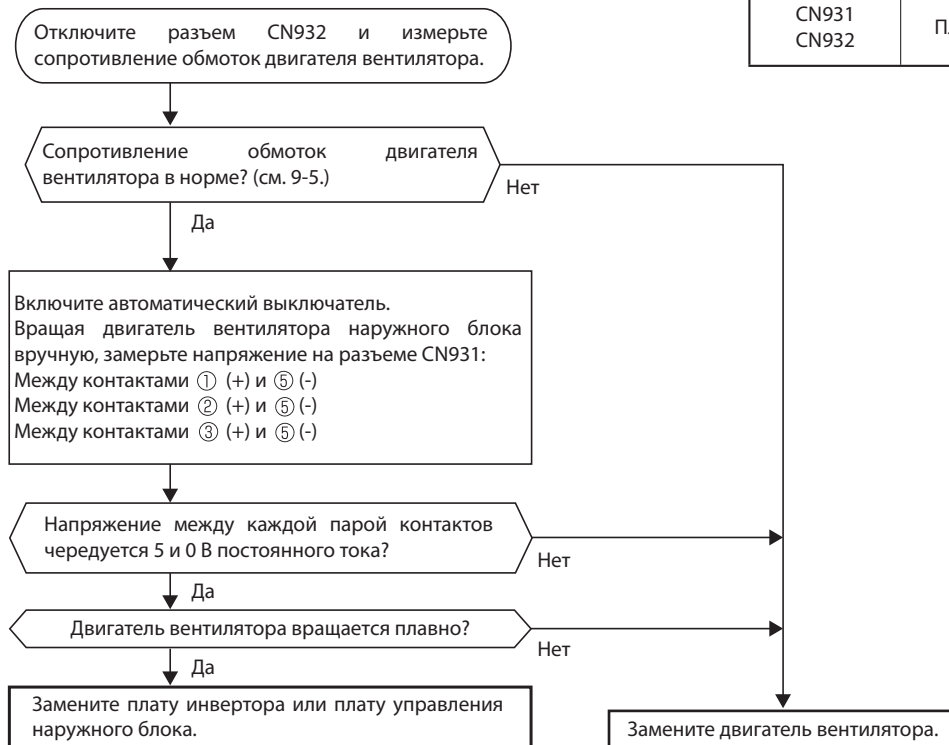 CN931
CN932
Отключите разъем CN932 и измерьте
сопротивление обмоток двигателя вентилятора.
Сопротивление обмоток двигателя
вентилятора в норме? (см. 9-5.)
Нет
Да
Включите автоматический выключатель.
Вращая двигатель вентилятора наружного блока
вручную, замерьте напряжение на разъеме CN931:
Между контактами ① (+) и ⑤ (-)
Между контактами ② (+) и ⑤ (-)
Между контактами ③ (+) и ⑤ (-)
Напряжение между каждой парой контактов
чередуется 5 и 0 В постоянного тока?
Нет
Да
Двигатель вентилятора вращается плавно?
Нет
Да
Замените плату инвертора или плату управления
наружного блока.
Замените двигатель вентилятора.